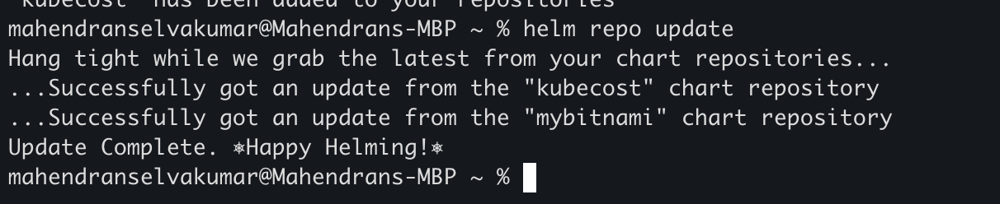 "kubecost" has been added to your repositories
mahendranselvakumar@Mahendrans-MBP ~ % helm repo update
Hang tight while we grab the latest from your chart repositories...
...Successfully got an update from the "kubecost" chart repository
...Successfully got an update from the "mybitnami" chart repository
Update Complete. ⎈Happy Helming!⎈
mahendranselvakumar@Mahendrans-MBP ~ %